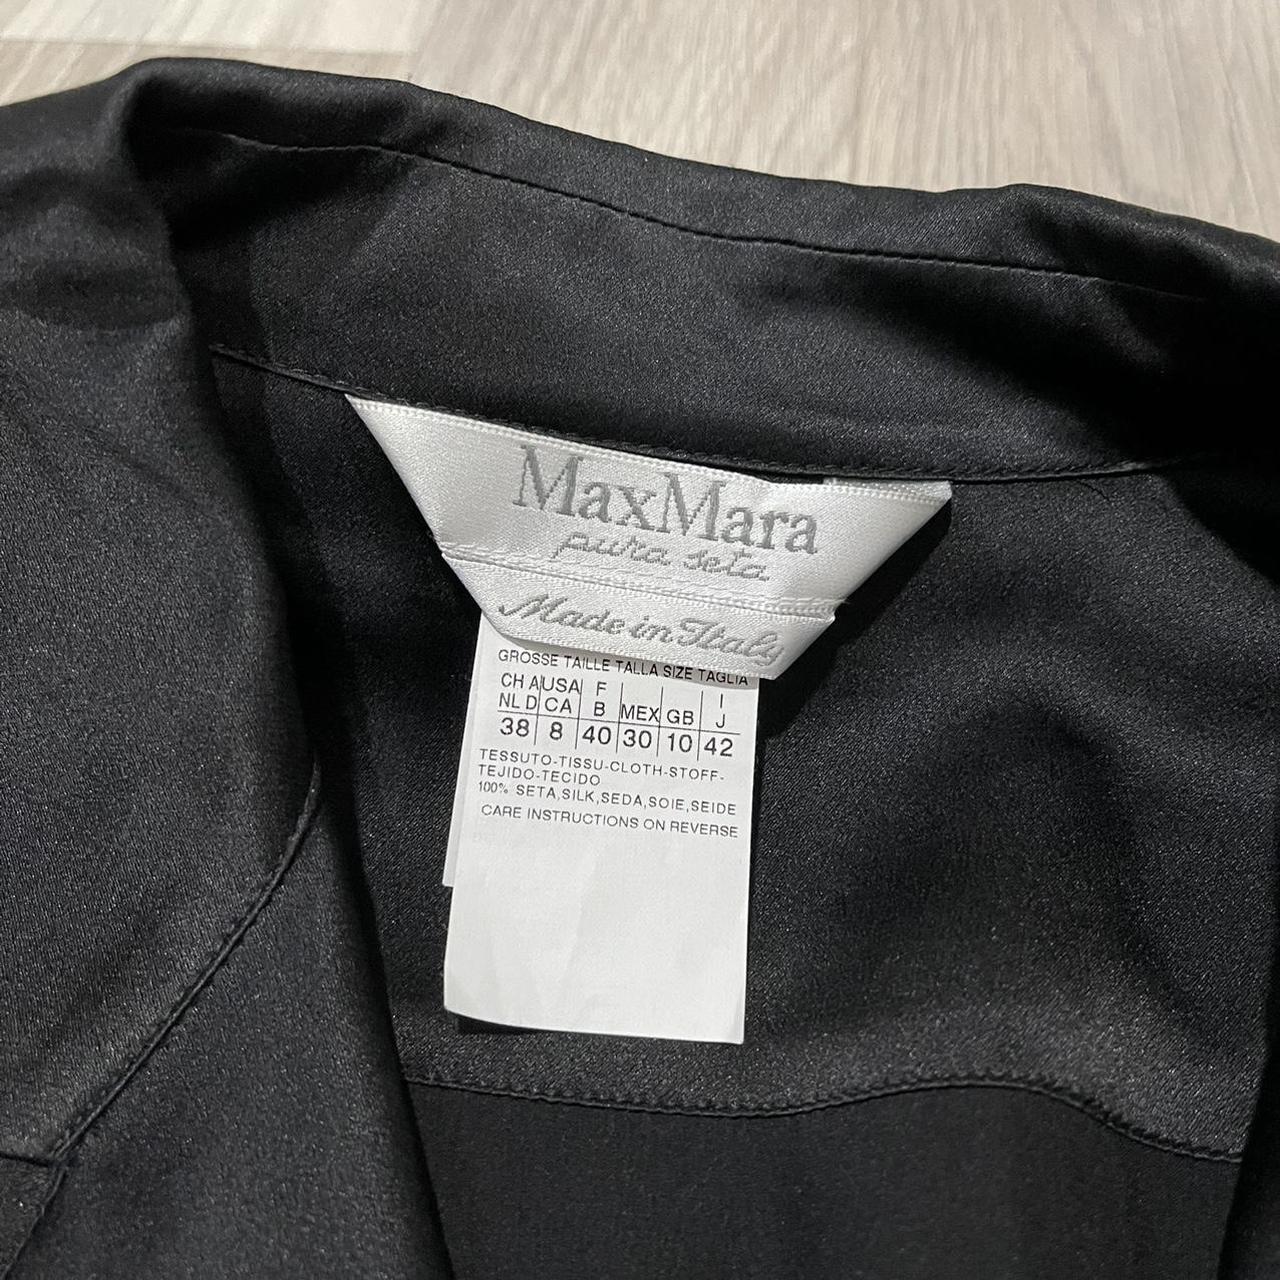 MaxMara
pura seta
Made in Italy
GROSSE TAILLE TALLA SIZE TAGLIA
CH A USA F I
NL D CA B MEX GB J
38 8 40 30 10 42
TESSUTO-TISSU-CLOTH-STOFF-
TEJIDO-TECIDO
100% SETA,SILK,SEDA,SOIE,SEIDE
CARE INSTRUCTIONS ON REVERSE